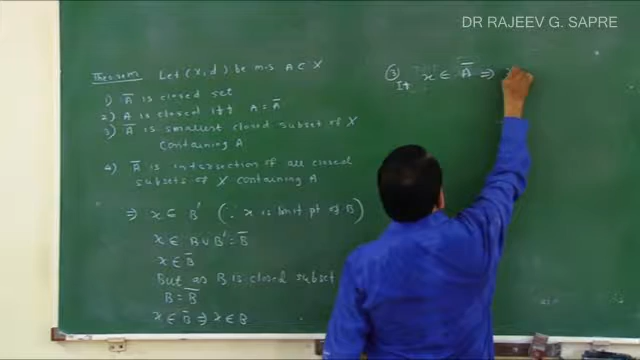 DR RAJEEV G. SAPRE
Theorem Let (X, d) be m.s A ⊂ X
1) A̅ is closed set
2) A is closed iff A = A̅
3) A̅ is smallest closed subset of X
containing A
4) A̅ is intersection of all closed
subsets of X containing A
⇒ x ∈ B' (∵ x is limit pt of B)
x ∈ B ∪ B' = B̅
x ∈ B̅
But as B is closed subset
B = B̅
x ∈ B̅ ⇒ x ∈ B
③ x ∈ A̅ ⇒
If